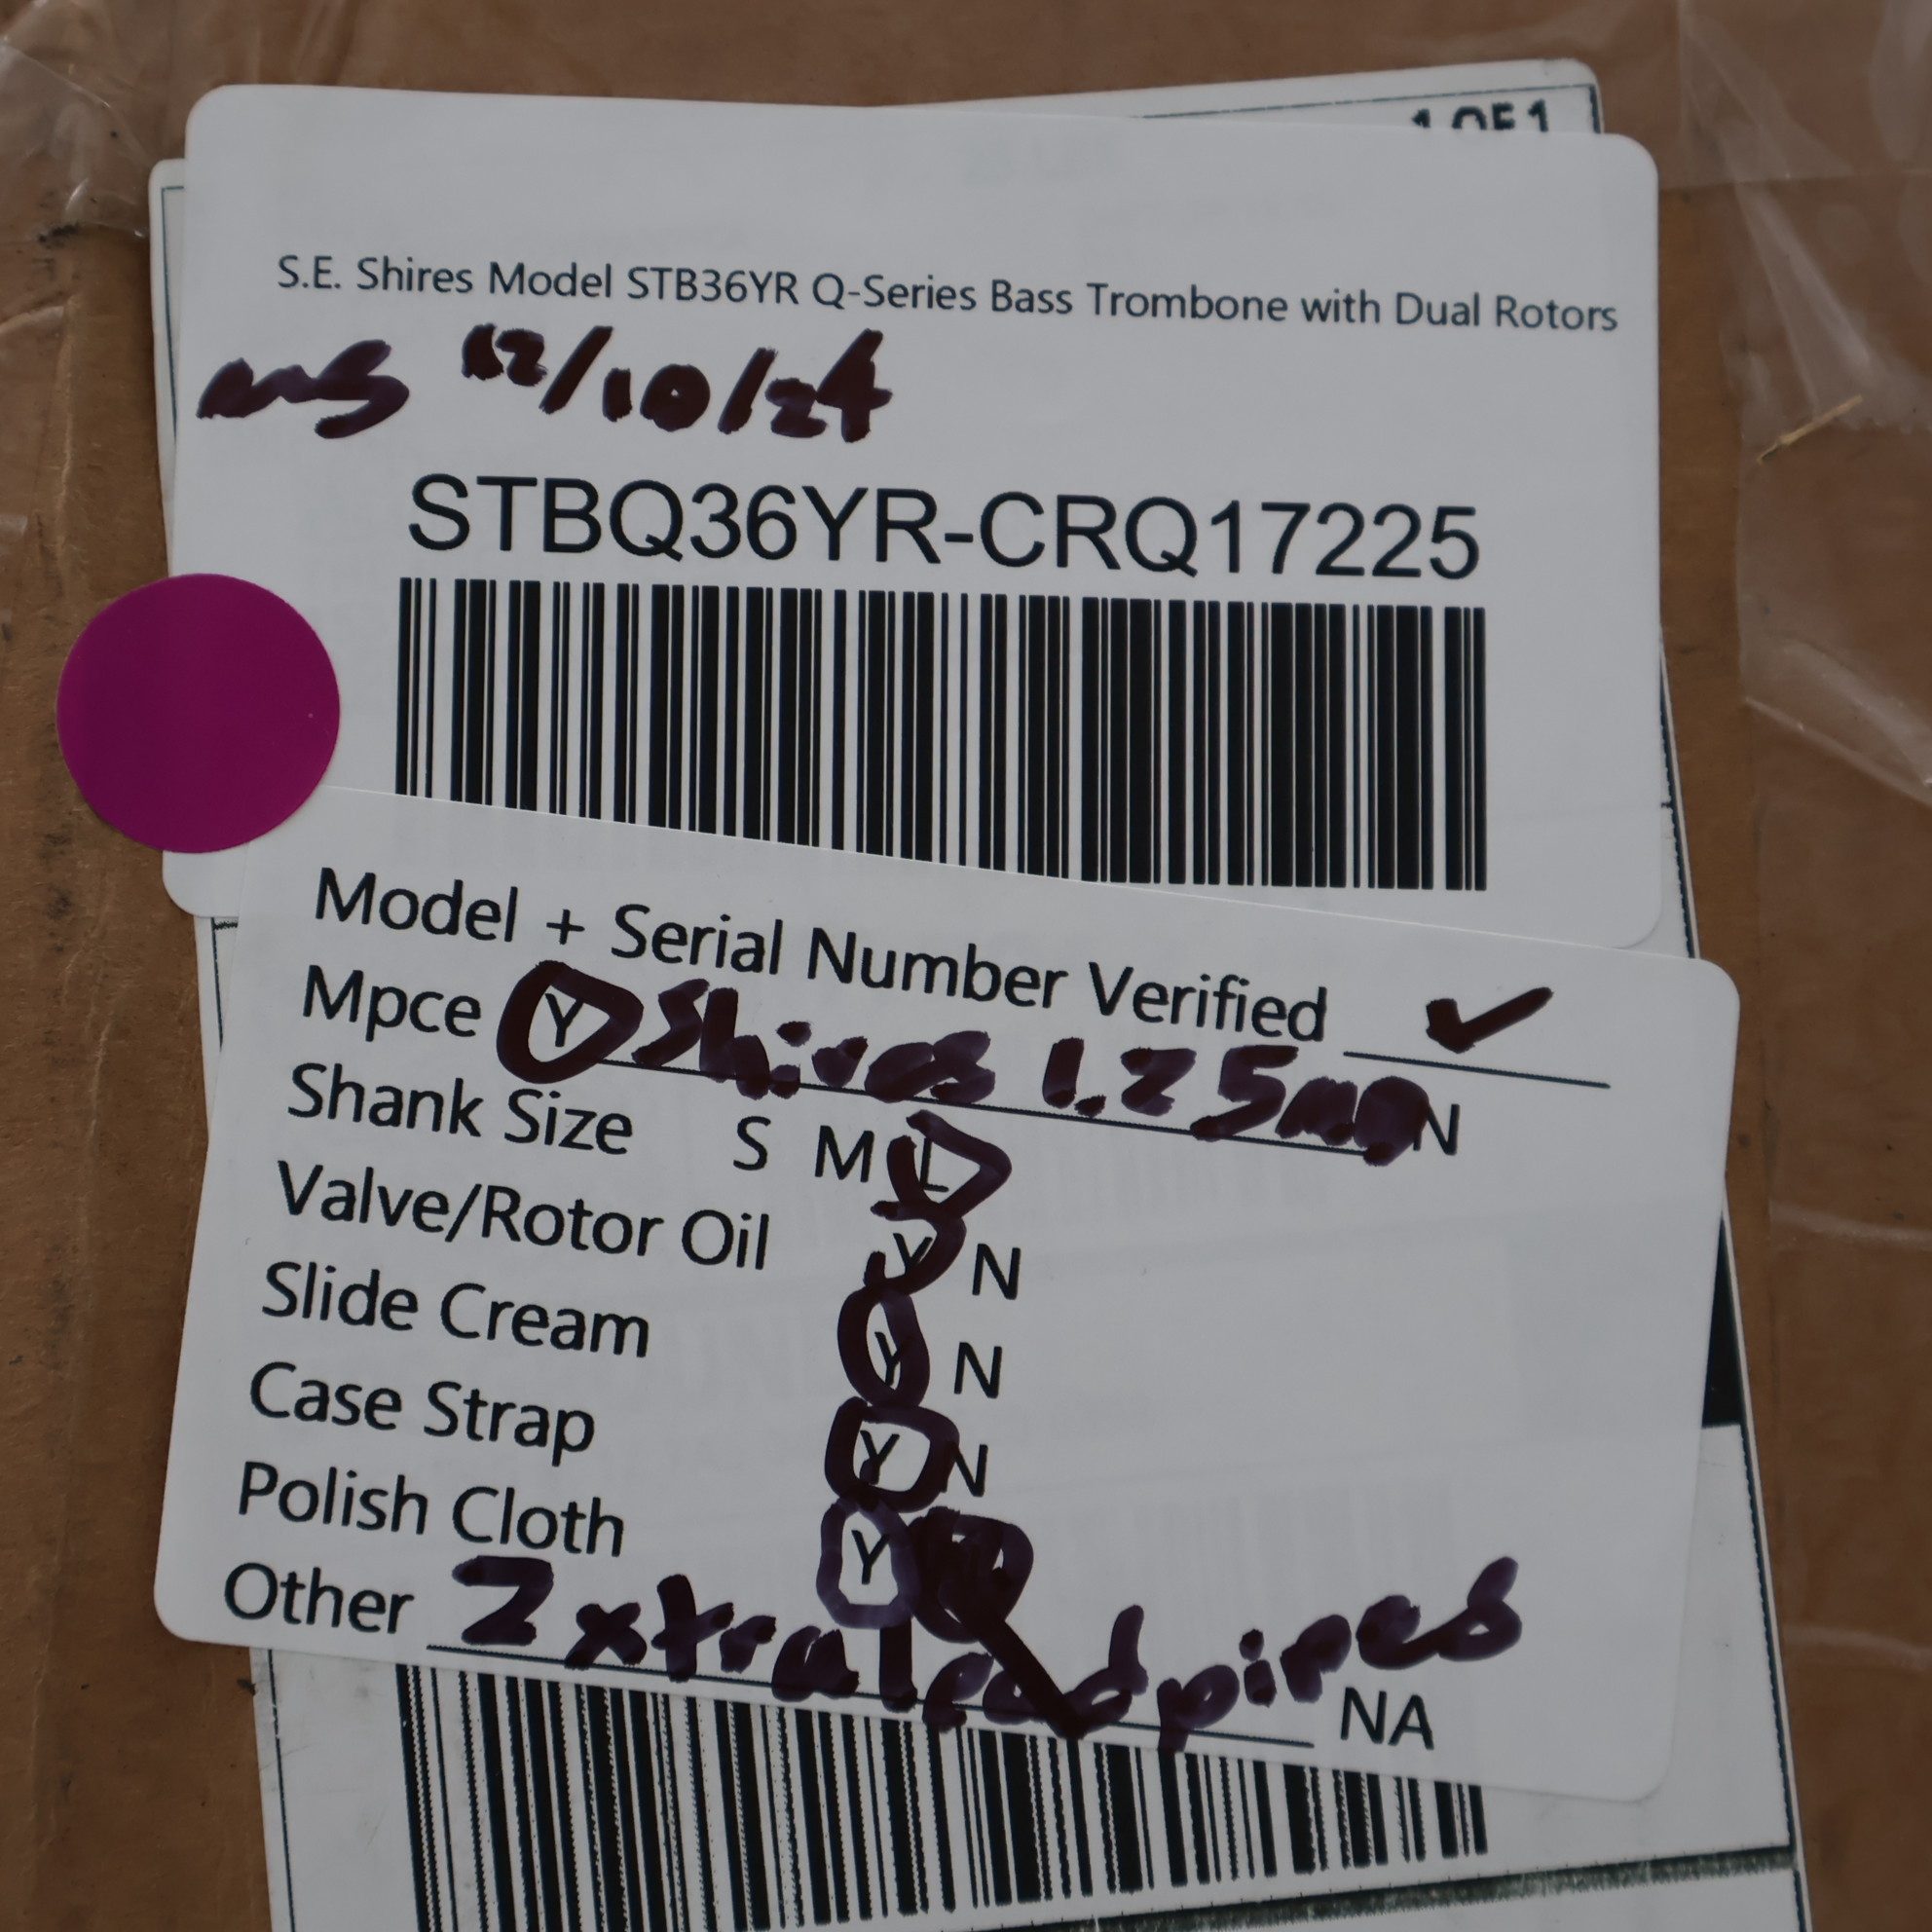 1 OF 1
S.E. Shires Model STB36YR Q-Series Bass Trombone with Dual Rotors
12/10/24
STBQ36YR-CRQ17225
Model + Serial Number Verified ✓
Mpce Y Shires 1.25 N
Shank Size S M L
Valve/Rotor Oil Y N
Slide Cream Y N
Case Strap Y N
Polish Cloth Y
Other 2 xtra leadpipes NA